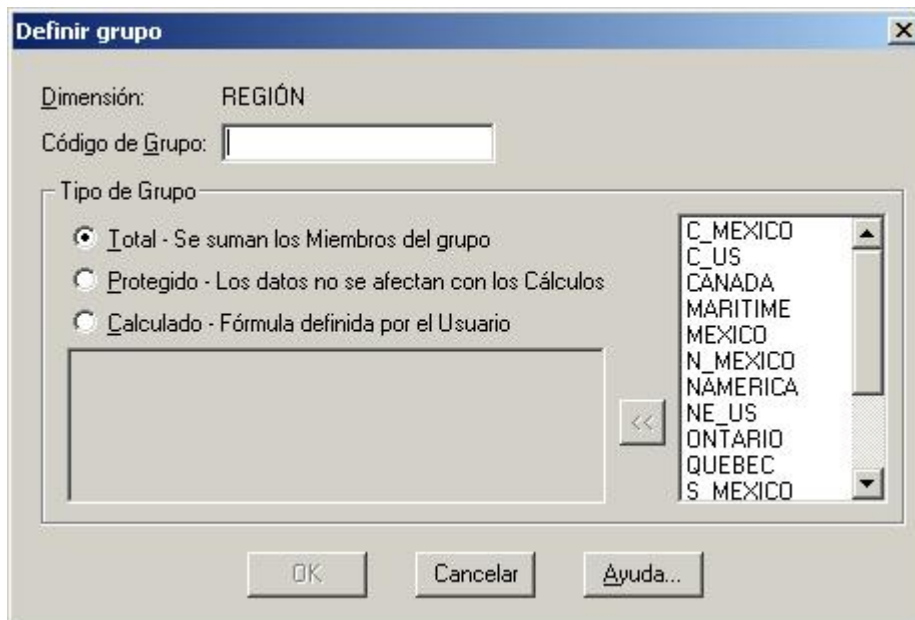 Definir grupo
Dimensión: REGIÓN
Código de Grupo:
Tipo de Grupo
Total - Se suman los Miembros del grupo
Protegido - Los datos no se afectan con los Cálculos
Calculado - Fórmula definida por el Usuario
<<
C_MEXICO
C_US
CANADA
MARITIME
MEXICO
N_MEXICO
NAMERICA
NE_US
ONTARIO
QUEBEC
S_MEXICO
OK Cancelar Ayuda...